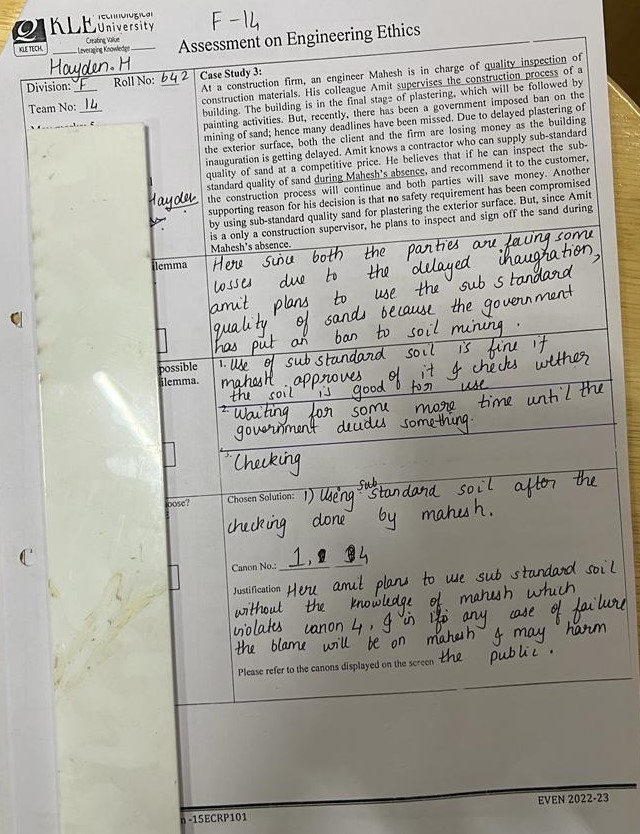 F-14
KLE Technological
University
Creating Value
Leveraging Knowledge
KLE TECH.
Assessment on Engineering Ethics
Hayden.H
Division: F Roll No: 642
Team No: 14
Hayden
Case Study 3:
At a construction firm, an engineer Mahesh is in charge of quality inspection of
construction materials. His colleague Amit supervises the construction process of a
building. The building is in the final stage of plastering, which will be followed by
painting activities. But, recently, there has been a government imposed ban on the
mining of sand; hence many deadlines have been missed. Due to delayed plastering of
the exterior surface, both the client and the firm are losing money as the building
inauguration is getting delayed. Amit knows a contractor who can supply sub-standard
quality of sand at a competitive price. He believes that if he can inspect the sub-
standard quality of sand during Mahesh's absence, and recommend it to the customer,
the construction process will continue and both parties will save money. Another
supporting reason for his decision is that no safety requirement has been compromised
by using sub-standard quality sand for plastering the exterior surface. But, since Amit
is a only a construction supervisor, he plans to inspect and sign off the sand during
Mahesh's absence.
ilemma
Here since both the parties are facing some
losses due to the delayed inaugration,
amit plans to use the sub standard
quality of sands because the government
has put an ban to soil mining.
possible
ilemma.
1. Use of sub standard soil is fine if
mahesh approves of it & checks wether
the soil is good for use
2. Waiting for some more time until the
government decides something.
3. Checking
oose?
Chosen Solution: 1) Using sub standard soil after the
checking done by mahesh.
Canon No.: 1, 4
Justification Here amit plans to use sub standard soil
without the knowledge of mahesh which
violates canon 4, & in any case of failure
the blame will be on mahesh & may harm
the public.
Please refer to the canons displayed on the screen
n-15ECRP101
EVEN 2022-23